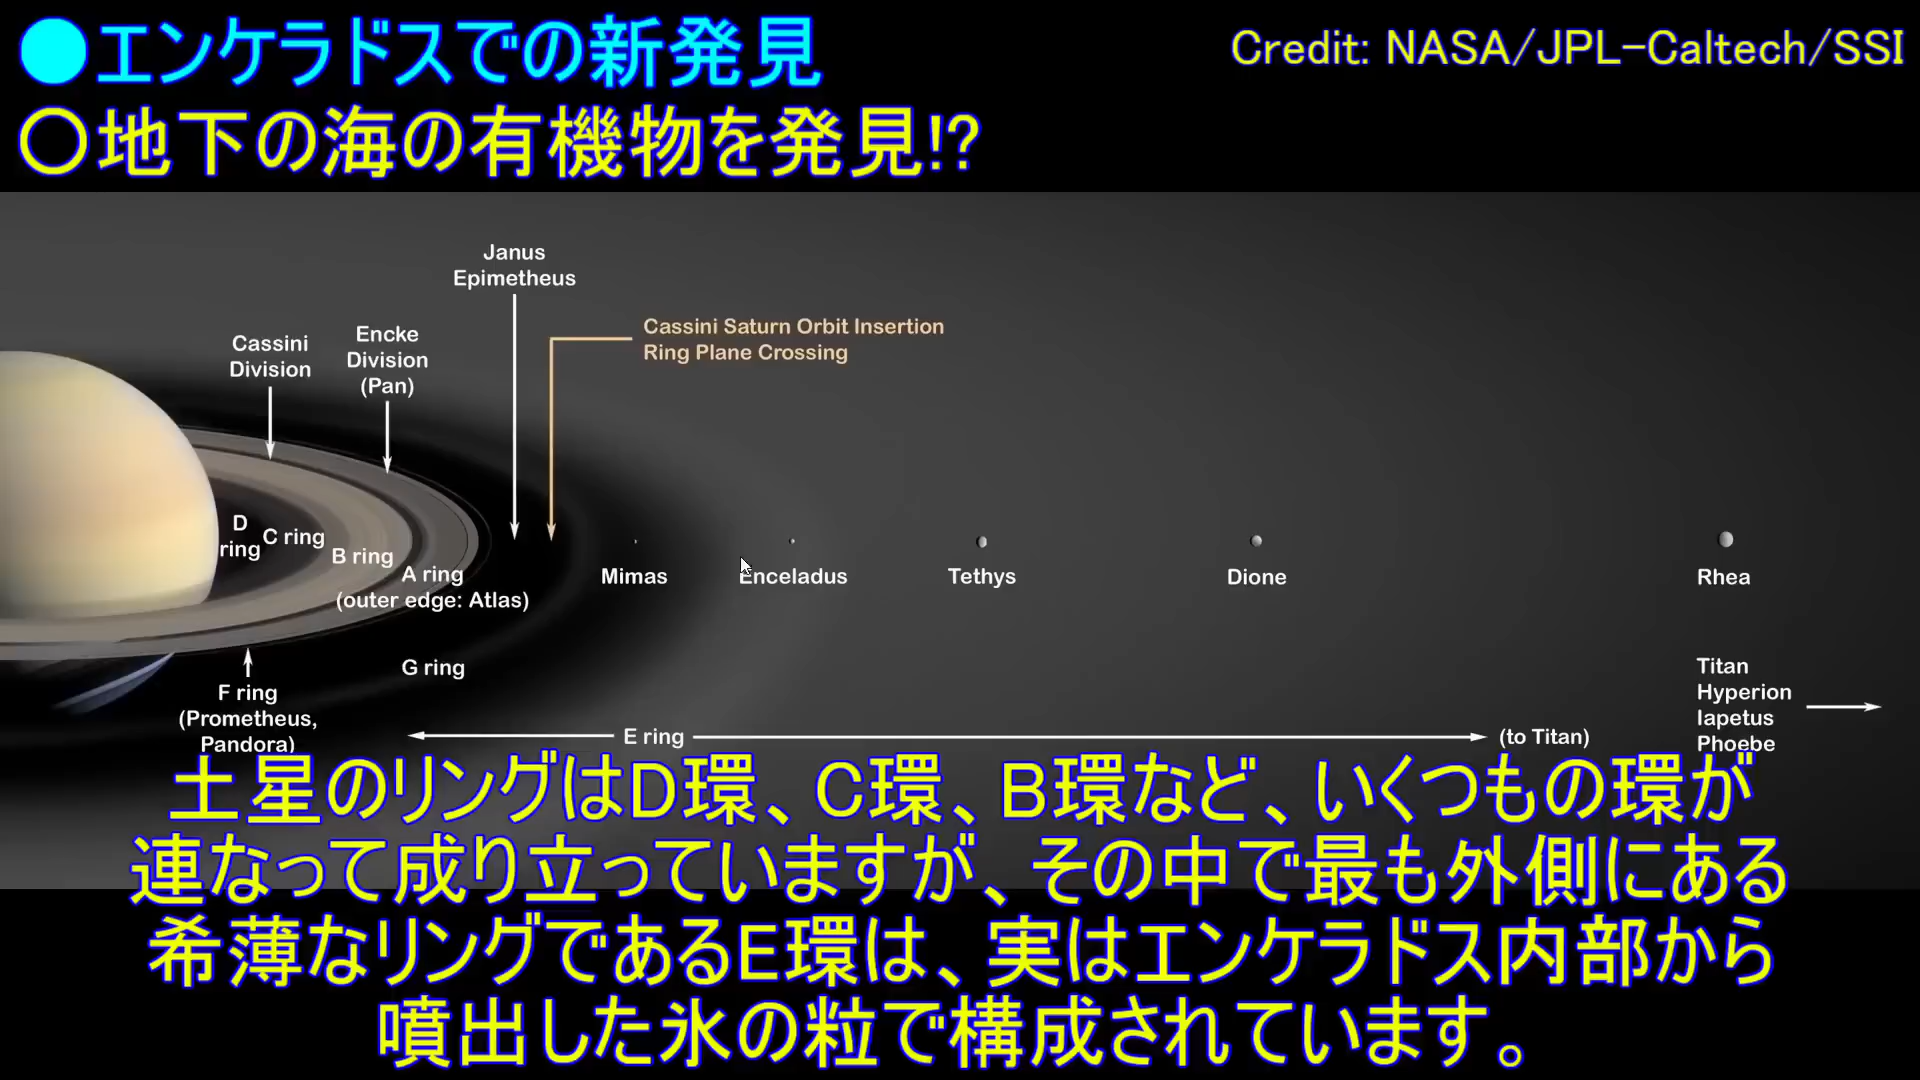 ●エンケラドスでの新発見
Credit: NASA/JPL-Caltech/SSI
○地下の海の有機物を発見!?
Janus
Epimetheus
Cassini Saturn Orbit Insertion
Ring Plane Crossing
Cassini
Division
Encke
Division
(Pan)
D
ring
C ring
B ring
A ring
(outer edge: Atlas)
Mimas
Enceladus
Tethys
Dione
Rhea
G ring
F ring
(Prometheus,
Pandora)
E ring
(to Titan)
Titan
Hyperion
Iapetus
Phoebe
土星のリングはD環、C環、B環など、いくつもの環が
連なって成り立っていますが、その中で最も外側にある
希薄なリングであるE環は、実はエンケラドス内部から
噴出した氷の粒で構成されています。